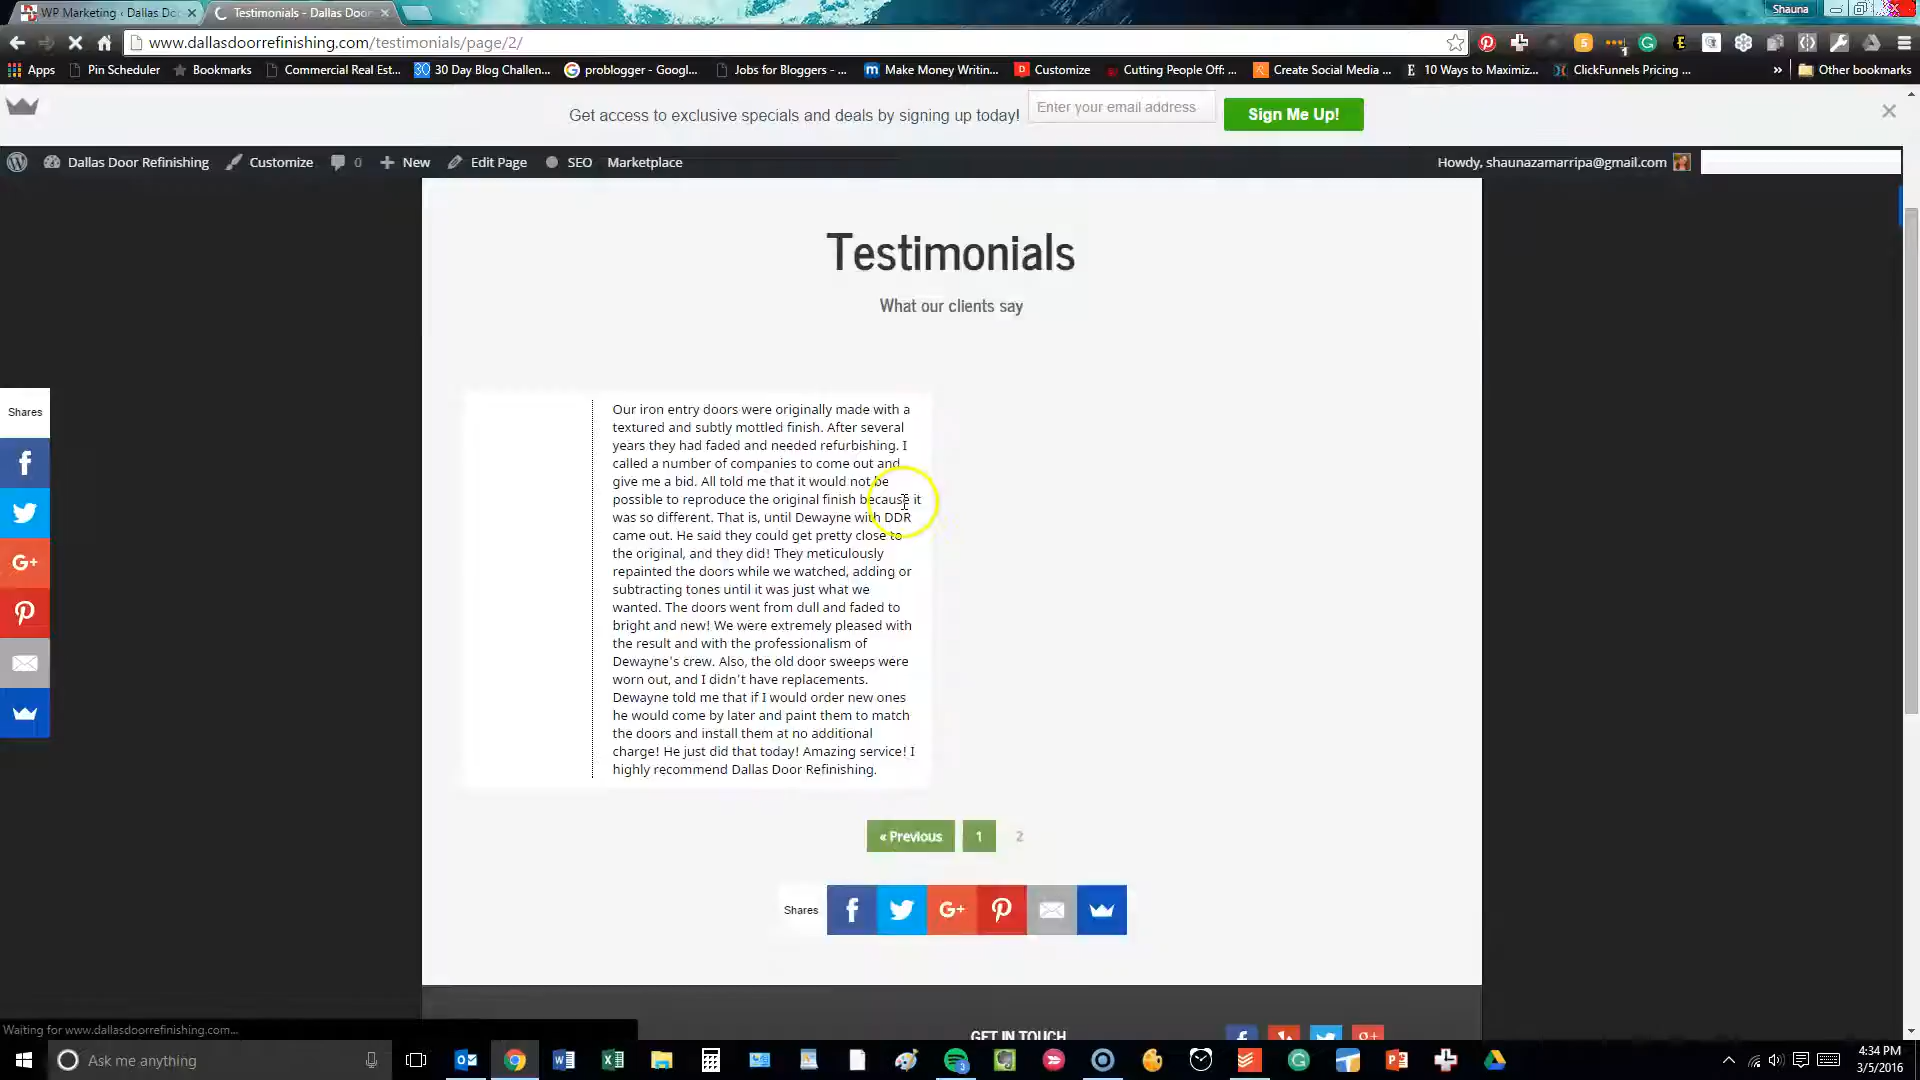 WP Marketing ‹ Dallas Do
Testimonials - Dallas Doo
Shauna
www.dallasdoorrefinishing.com/testimonials/page/2/
Apps
Pin Scheduler
Bookmarks
Commercial Real Est...
30 Day Blog Challen...
problogger - Googl...
Jobs for Bloggers - ...
Make Money Writin...
Customize
Cutting People Off: ...
Create Social Media ...
10 Ways to Maximiz...
ClickFunnels Pricing ...
»
Other bookmarks
Get access to exclusive specials and deals by signing up today!
Enter your email address
Sign Me Up!
Dallas Door Refinishing
Customize
0
New
Edit Page
SEO
Marketplace
Howdy, shaunazamarripa@gmail.com
Testimonials
What our clients say
Shares
Our iron entry doors were originally made with a
textured and subtly mottled finish. After several
years they had faded and needed refurbishing. I
called a number of companies to come out and
give me a bid. All told me that it would not be
possible to reproduce the original finish because it
was so different. That is, until Dewayne with DDR
came out. He said they could get pretty close to
the original, and they did! They meticulously
repainted the doors while we watched, adding or
subtracting tones until it was just what we
wanted. The doors went from dull and faded to
bright and new! We were extremely pleased with
the result and with the professionalism of
Dewayne's crew. Also, the old door sweeps were
worn out, and I didn't have replacements.
Dewayne told me that if I would order new ones
he would come by later and paint them to match
the doors and install them at no additional
charge! He just did that today! Amazing service! I
highly recommend Dallas Door Refinishing.
« Previous
1
2
Shares
G+
Waiting for www.dallasdoorrefinishing.com...
GET IN TOUCH
Ask me anything
4:34 PM
3/5/2016